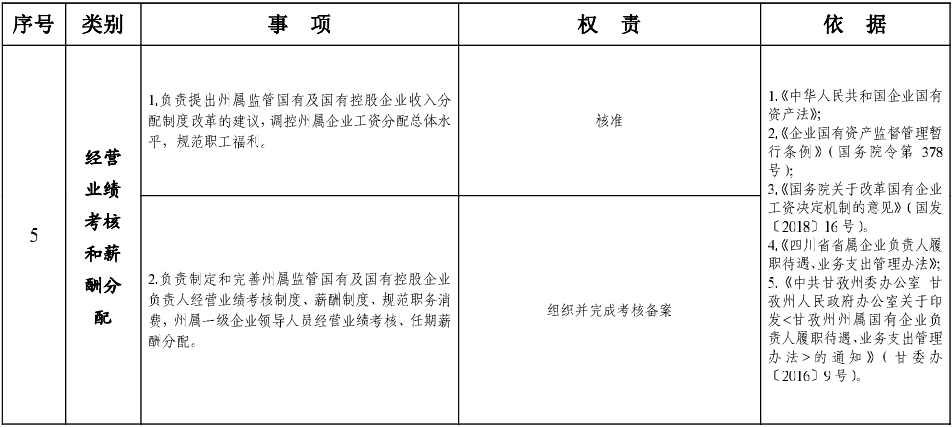 序号 类别 事 项 权 责 依 据
5
经营
业绩
考核
和薪
酬分
配
1.负责提出州属监管国有及国有控股企业收入分
配制度改革的建议，调控州属企业工资分配总体水
平，规范职工福利。
核准
2.负责制定和完善州属监管国有及国有控股企业
负责人经营业绩考核制度、薪酬制度、规范职务消
费，州属一级企业领导人员经营业绩考核、任期薪
酬分配。
组织并完成考核备案
1.《中华人民共和国企业国有
资产法》；
2.《企业国有资产监督管理暂
行条例》（国务院令第 378
号）；
3.《国务院关于改革国有企业
工资决定机制的意见》（国发
〔2018〕16号）。
4.《四川省省属企业负责人履
职待遇、业务支出管理办法》；
5.《中共甘孜州委办公室 甘
孜州人民政府办公室关于印
发<甘孜州州属国有企业负
责人履职待遇、业务支出管理
办法>的通知》（甘委办
〔2016〕9号）。